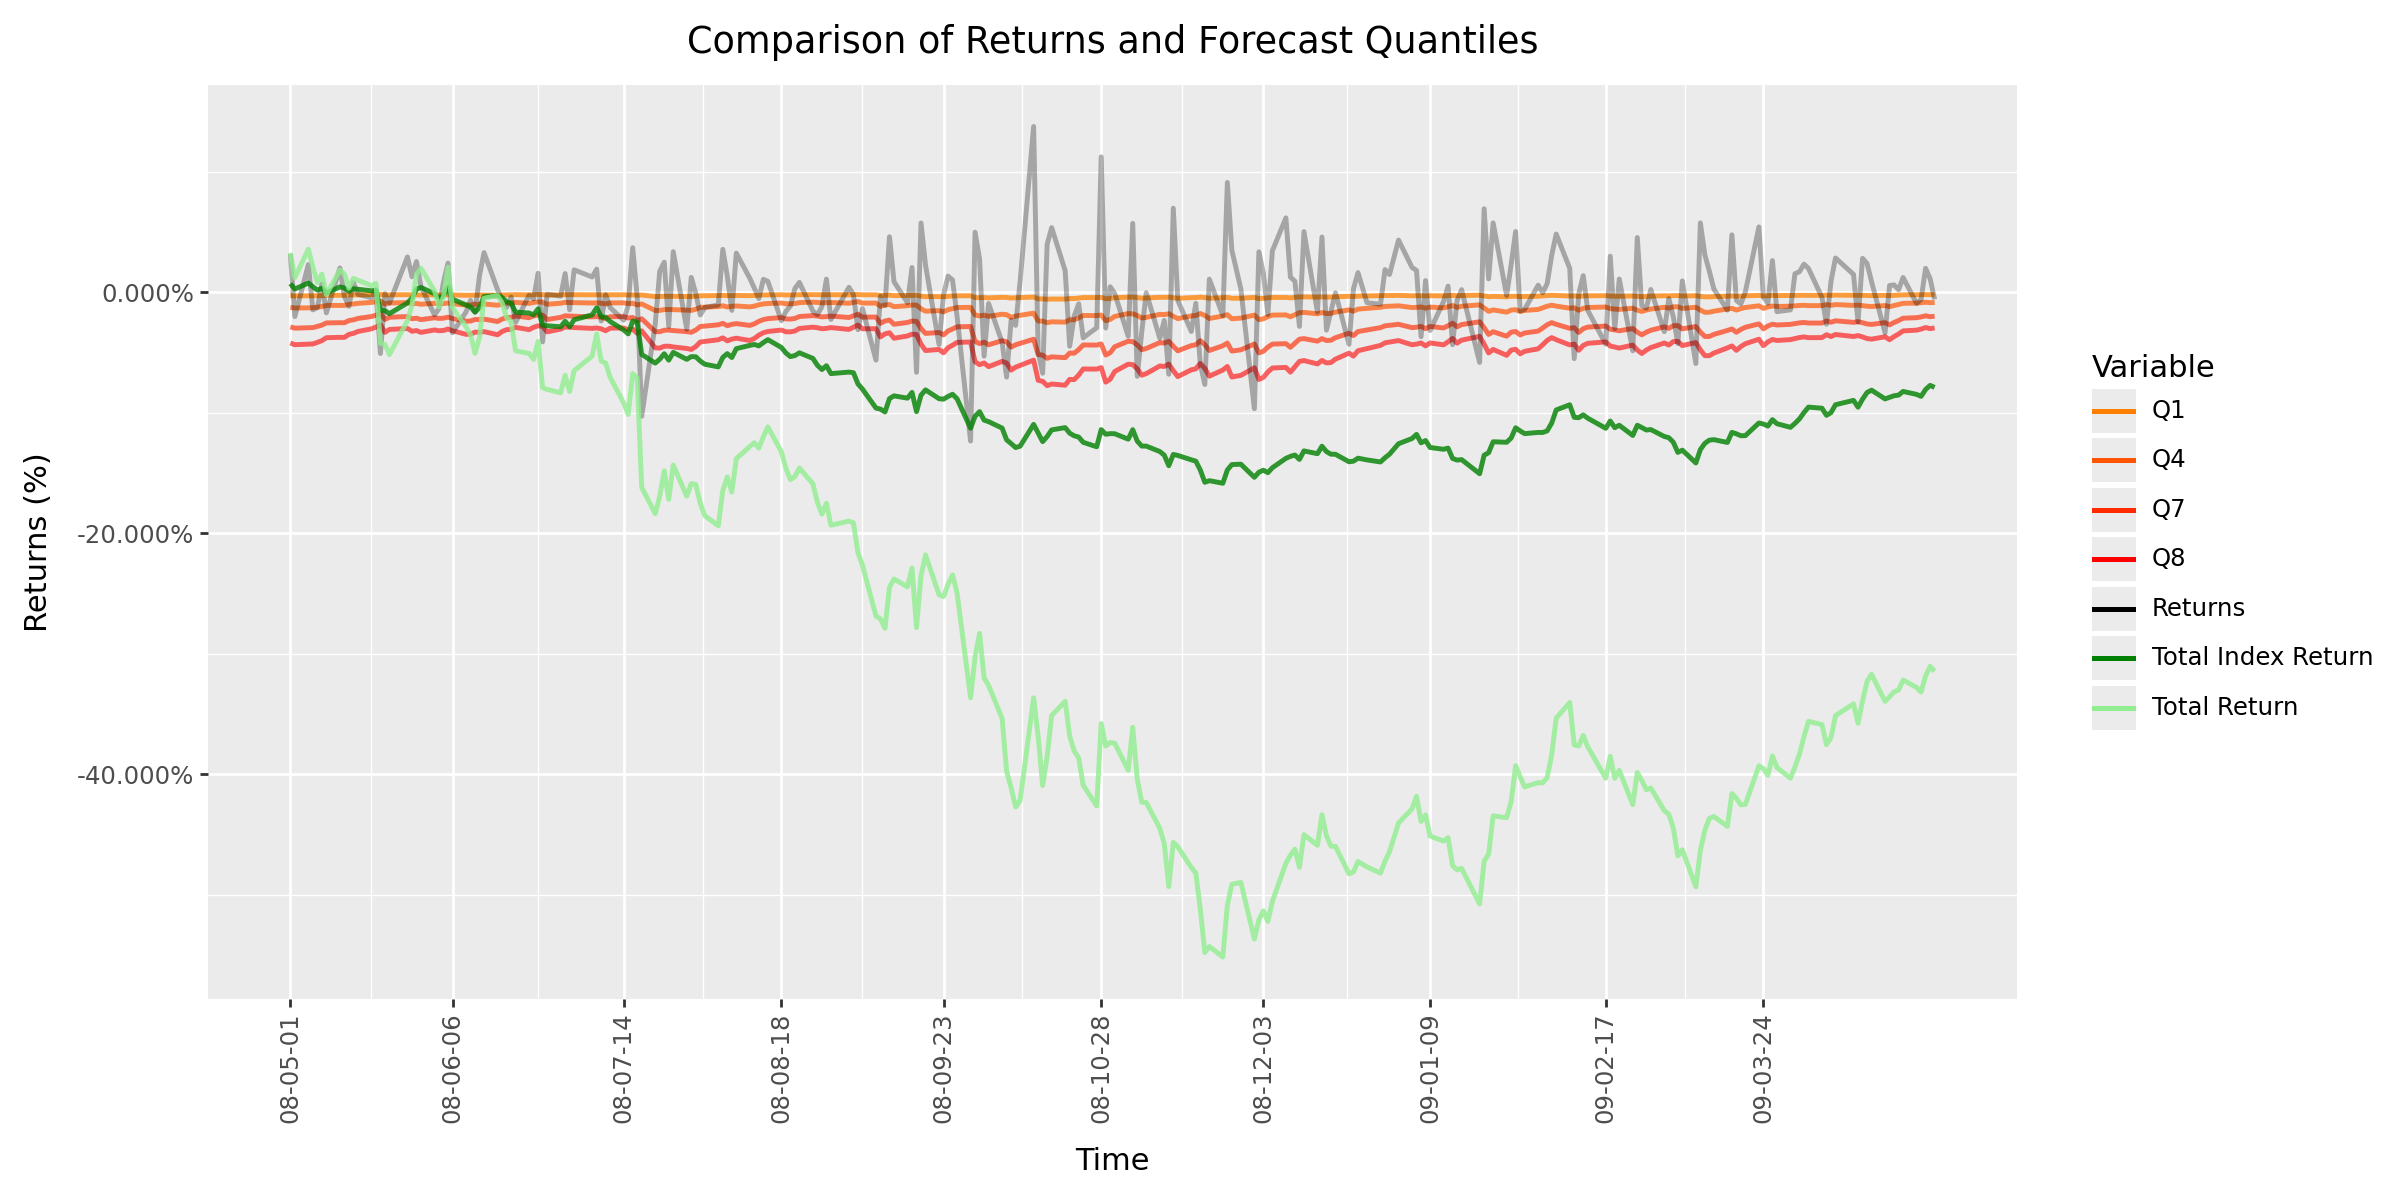 Comparison of Returns and Forecast Quantiles
Returns (%)
0.000%
-20.000%
-40.000%
08-05-01
08-06-06
08-07-14
08-08-18
08-09-23
08-10-28
08-12-03
09-01-09
09-02-17
09-03-24
Time
Variable
Q1
Q4
Q7
Q8
Returns
Total Index Return
Total Return